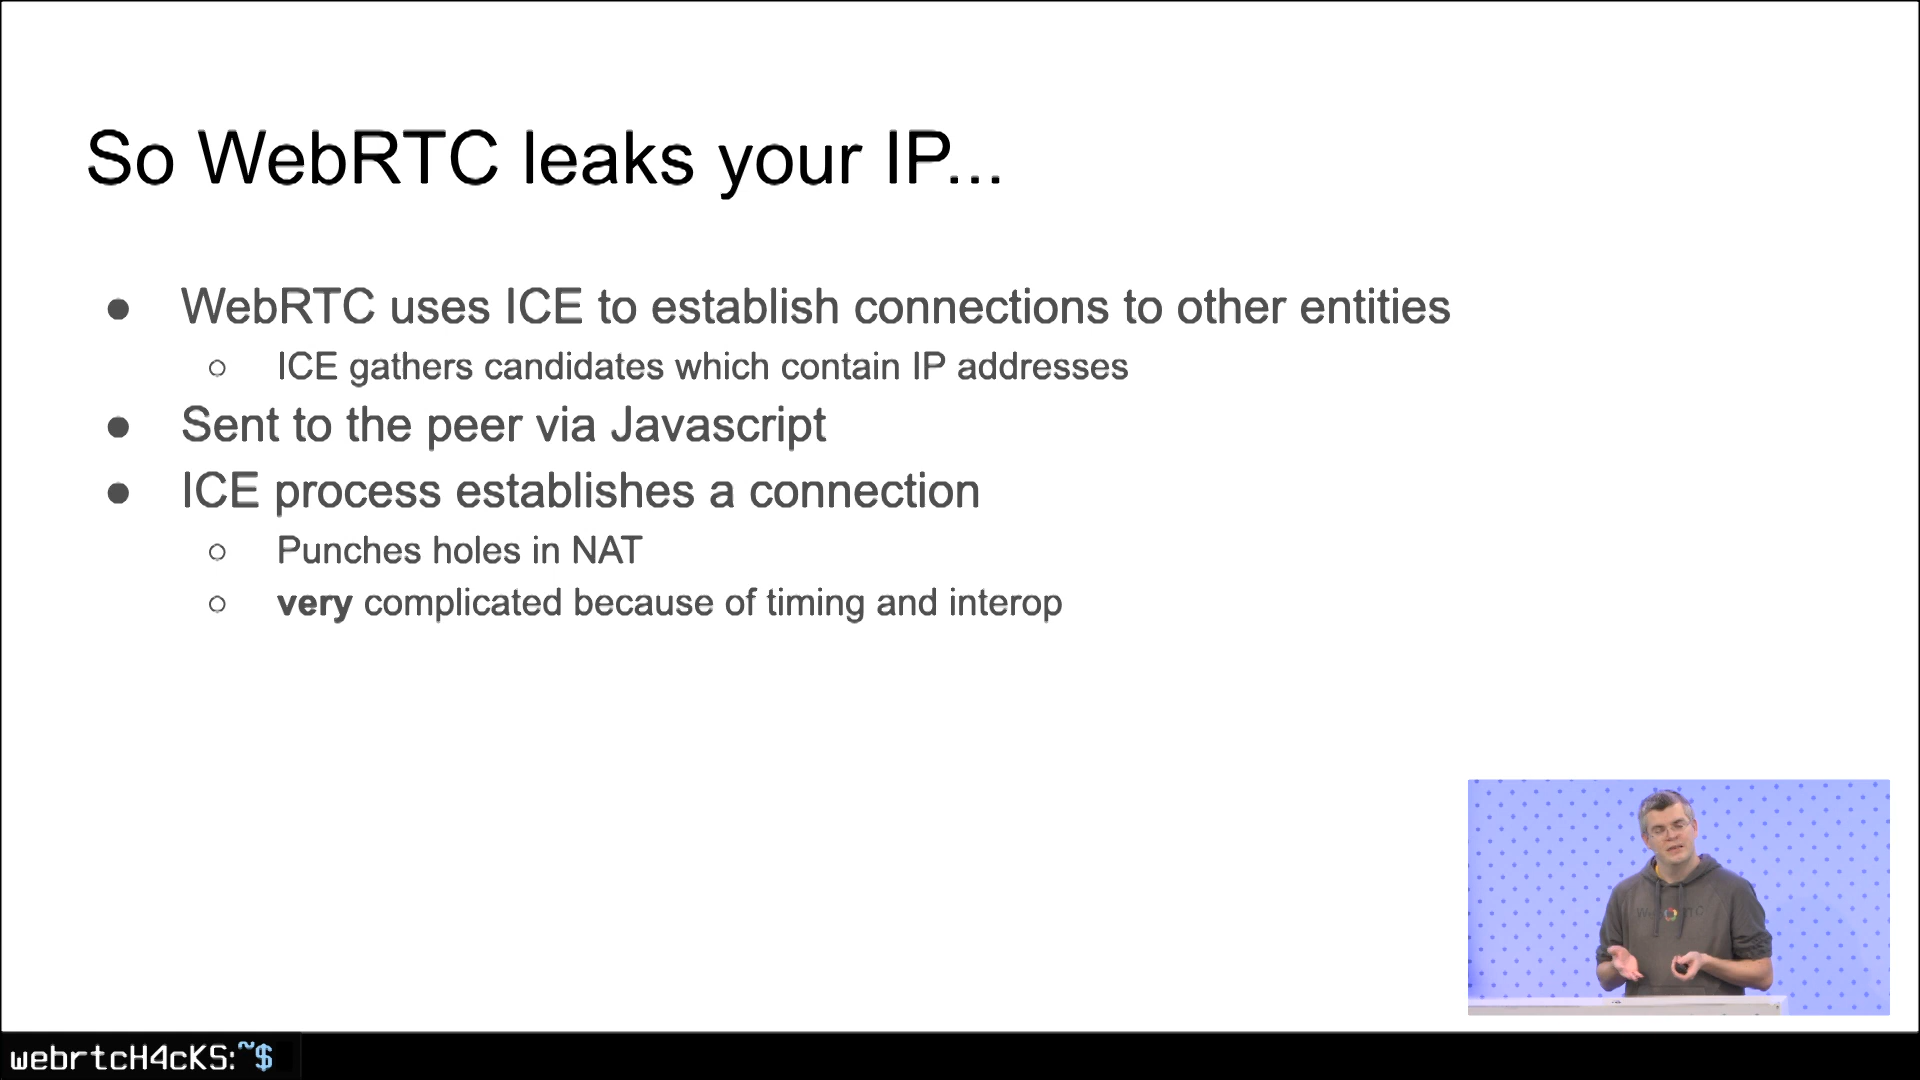 So WebRTC leaks your IP...
● WebRTC uses ICE to establish connections to other entities
○ ICE gathers candidates which contain IP addresses
● Sent to the peer via Javascript
● ICE process establishes a connection
○ Punches holes in NAT
○ very complicated because of timing and interop
WebRTC
webrtcH4cKS:~$